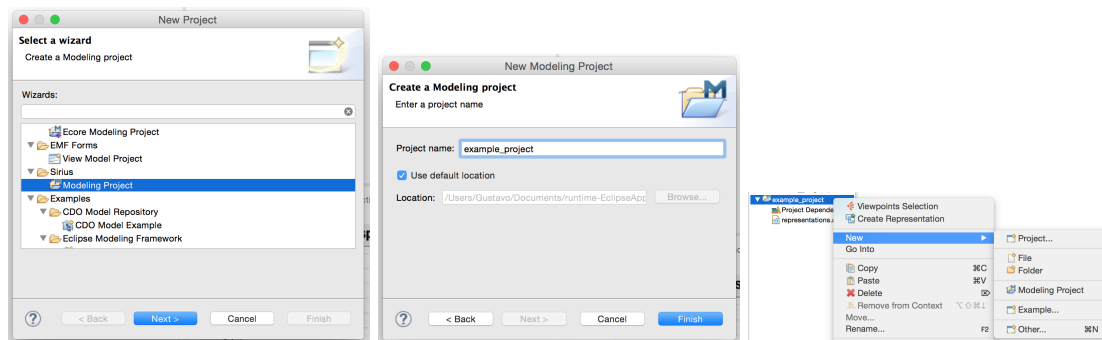 New Project
Select a wizard
Create a Modeling project
Wizards:
Ecore Modeling Project
EMF Forms
View Model Project
Sirius
Modeling Project
Examples
CDO Model Repository
CDO Model Example
Eclipse Modeling Framework
?
< Back Next > Cancel Finish
New Modeling Project
Create a Modeling project
Enter a project name
Project name: example_project
Use default location
Location: /Users/Gustavo/Documents/runtime-EclipseApp Browse...
?
< Back Next > Cancel Finish
example_project
Project Depende
representations.a
Viewpoints Selection
Create Representation
New
Go Into
Copy ⌘C
Paste ⌘V
Delete ⌦
Remove from Context ⌥⇧⌘↓
Move...
Rename... F2
Project...
File
Folder
Modeling Project
Example...
Other... ⌘N